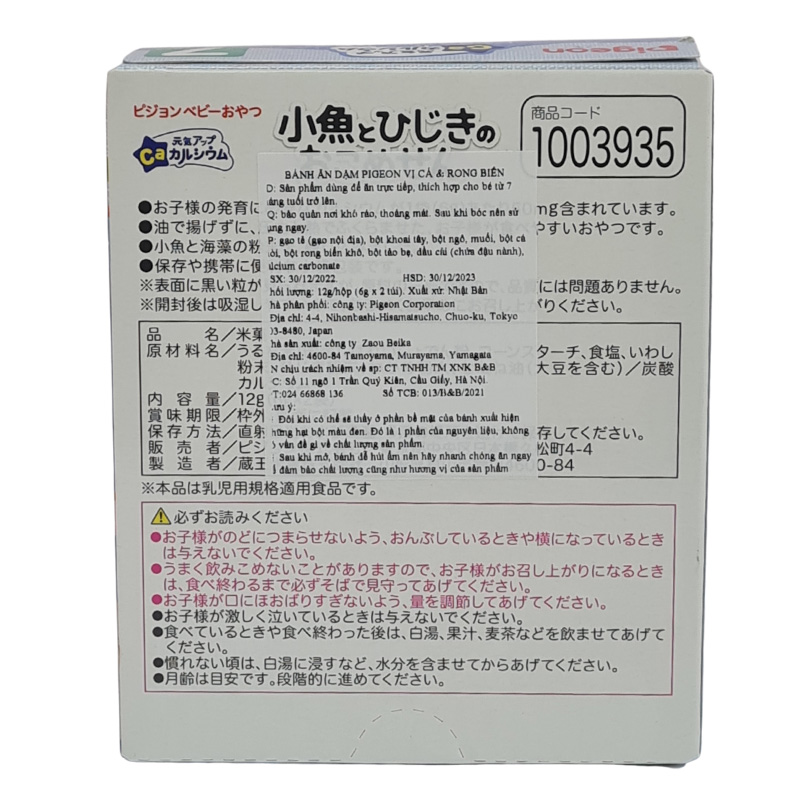 7
Pigeon
ピジョンベビーおやつ
元気アップ
Ca カルシウム
小魚とひじきの
商品コード
1003935
BÁNH ĂN DẶM PIGEON VỊ CÁ & RONG BIỂN
D: Sản phẩm dùng để ăn trực tiếp, thích hợp cho bé từ 7
áng tuổi trở lên.
Q: bảo quản nơi khô ráo, thoáng mát. Sau khi bóc nên sử
ụng ngay.
P: gạo tẻ (gạo nội địa), bột khoai tây, bột ngô, muối, bột cá
òi, bột rong biển khô, bột tảo bẹ, dầu cải (chứa đậu nành),
alcium carbonate
SX: 30/12/2022. HSD: 30/12/2023
hối lượng: 12g/hộp (6g x 2 túi). Xuất xứ: Nhật Bản
hà phân phối: công ty: Pigeon Corporation
Địa chỉ: 4-4, Nihonbashi-Hisamatsucho, Chuo-ku, Tokyo
03-8480, Japan
hà sản xuất: công ty Zaou Beika
Địa chỉ: 4600-84 Tainoyama, Murayama, Yamagata
N chịu trách nhiệm về sp: CT TNHH TM XNK B&B
C: Số 11 ngõ 1 Trần Quý Kiên, Cầu Giấy, Hà Nội.
T:024 66868 136 Số TCB: 013/B&B/2021
ưu ý:
Đôi khi có thể sẽ thấy ở phần bề mặt của bánh xuất hiện
hững hạt bột màu đen. Đó là 1 phần của nguyên liệu, không
ó vấn đề gì về chất lượng sản phẩm.
Sau khi mở, bánh dễ hút ẩm nên hãy nhanh chóng ăn ngay
ể đảm bảo chất lượng cũng như hương vị của sản phẩm
●お子様の発育に mg含まれています。
●油で揚げずに、 やすいおやつです。
●小魚と海藻の粉
●保存や携帯に便
※表面に黒い粒が には問題ありません。
※開封後は吸湿し がりください。
品 名／米菓
原材料名／うる ーンスターチ、食塩、いわし
粉末 大豆を含む)／炭酸
カル
内 容 量／12g
賞味期限／枠外
保存方法／直射 存してください。
販 売 者／ピジ 松町4-4
製 造 者／蔵王 0-84
※本品は乳児用規格適用食品です。
必ずお読みください
●お子様がのどにつまらせないよう、おんぶしているときや横になっているとき
は与えないでください。
●うまく飲みこめないことがありますので、お子様がお召し上がりになるとき
は、食べ終わるまで必ずそばで見守ってあげてください。
●お子様が口にほおばりすぎないよう、量を調節してあげてください。
●お子様が激しく泣いているときは与えないでください。
●食べているときや食べ終わった後は、白湯、果汁、麦茶などを飲ませてあげて
ください。
●慣れない頃は、白湯に浸すなど、水分を含ませてからあげてください。
●月齢は目安です。段階的に進めてください。